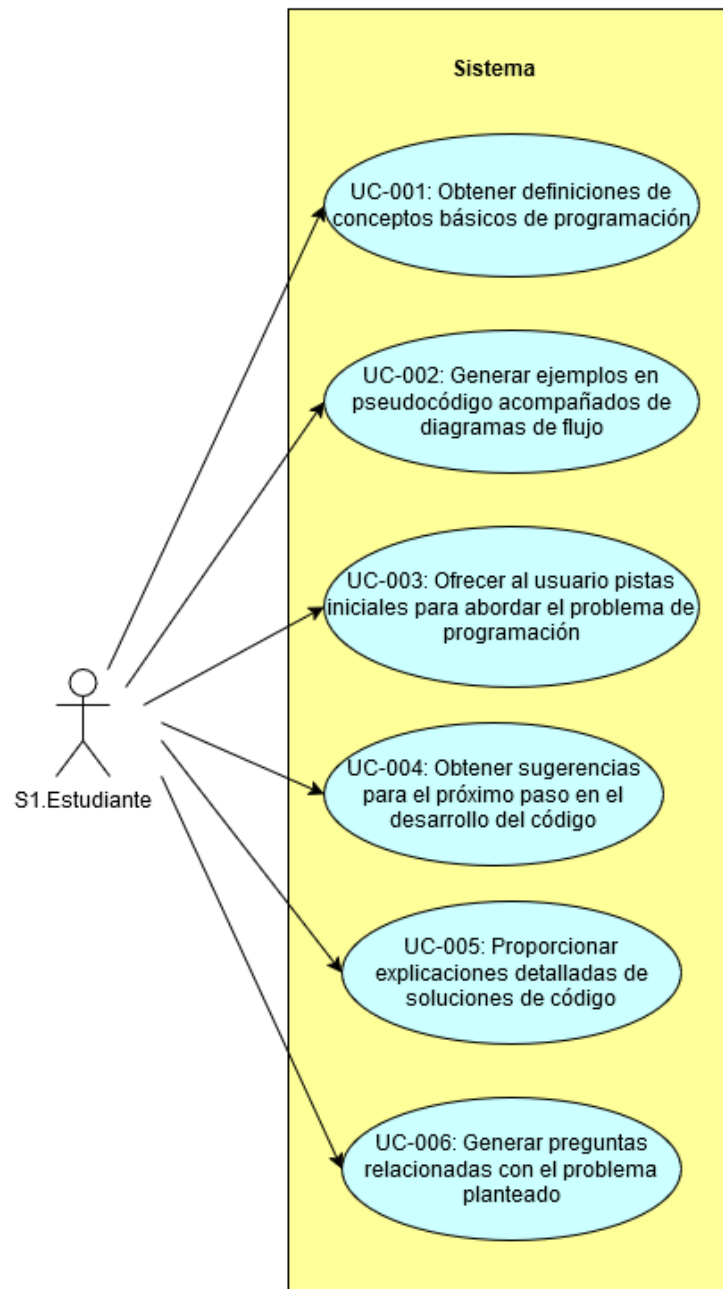 Sistema
UC-001: Obtener definiciones de
conceptos básicos de programación
UC-002: Generar ejemplos en
pseudocódigo acompañados de
diagramas de flujo
UC-003: Ofrecer al usuario pistas
iniciales para abordar el problema de
programación
S1.Estudiante
UC-004: Obtener sugerencias
para el próximo paso en el
desarrollo del código
UC-005: Proporcionar
explicaciones detalladas de
soluciones de código
UC-006: Generar preguntas
relacionadas con el problema
planteado